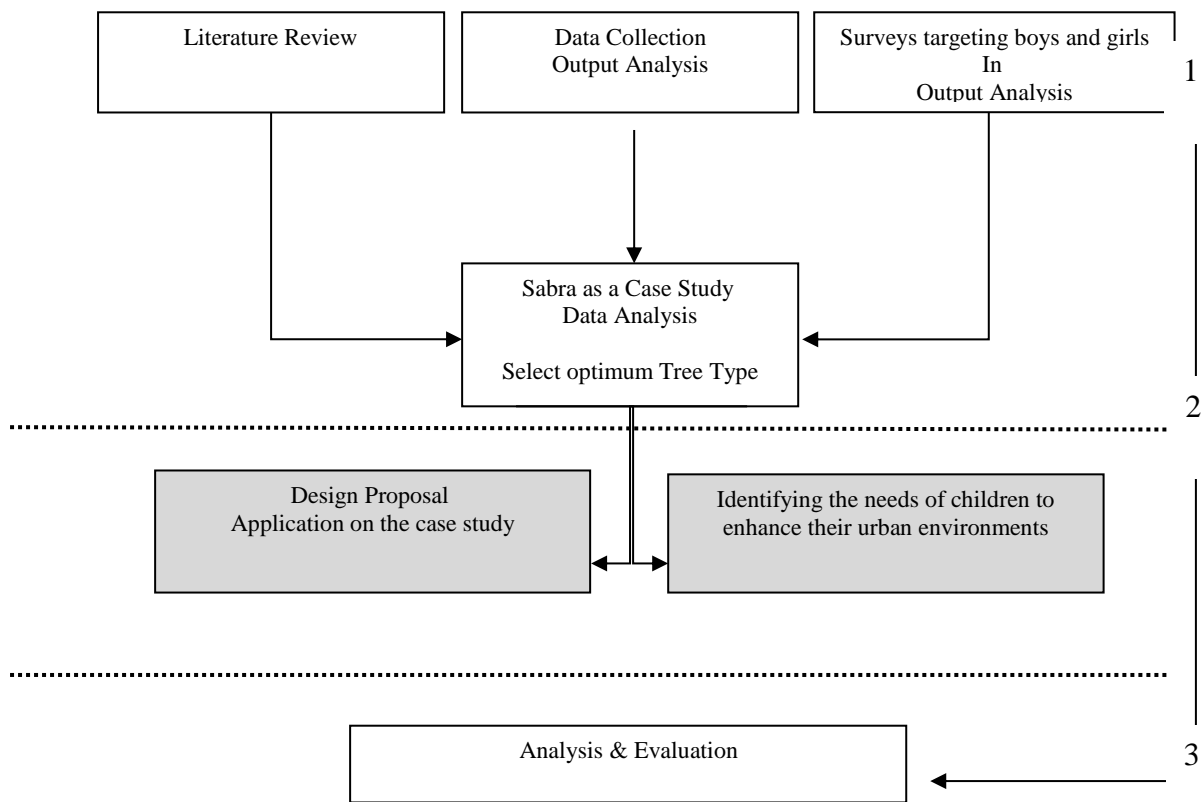 Literature Review
Data Collection
Output Analysis
Surveys targeting boys and girls
In
Output Analysis
1
Sabra as a Case Study
Data Analysis
Select optimum Tree Type
2
Design Proposal
Application on the case study
Identifying the needs of children to
enhance their urban environments
Analysis & Evaluation
3